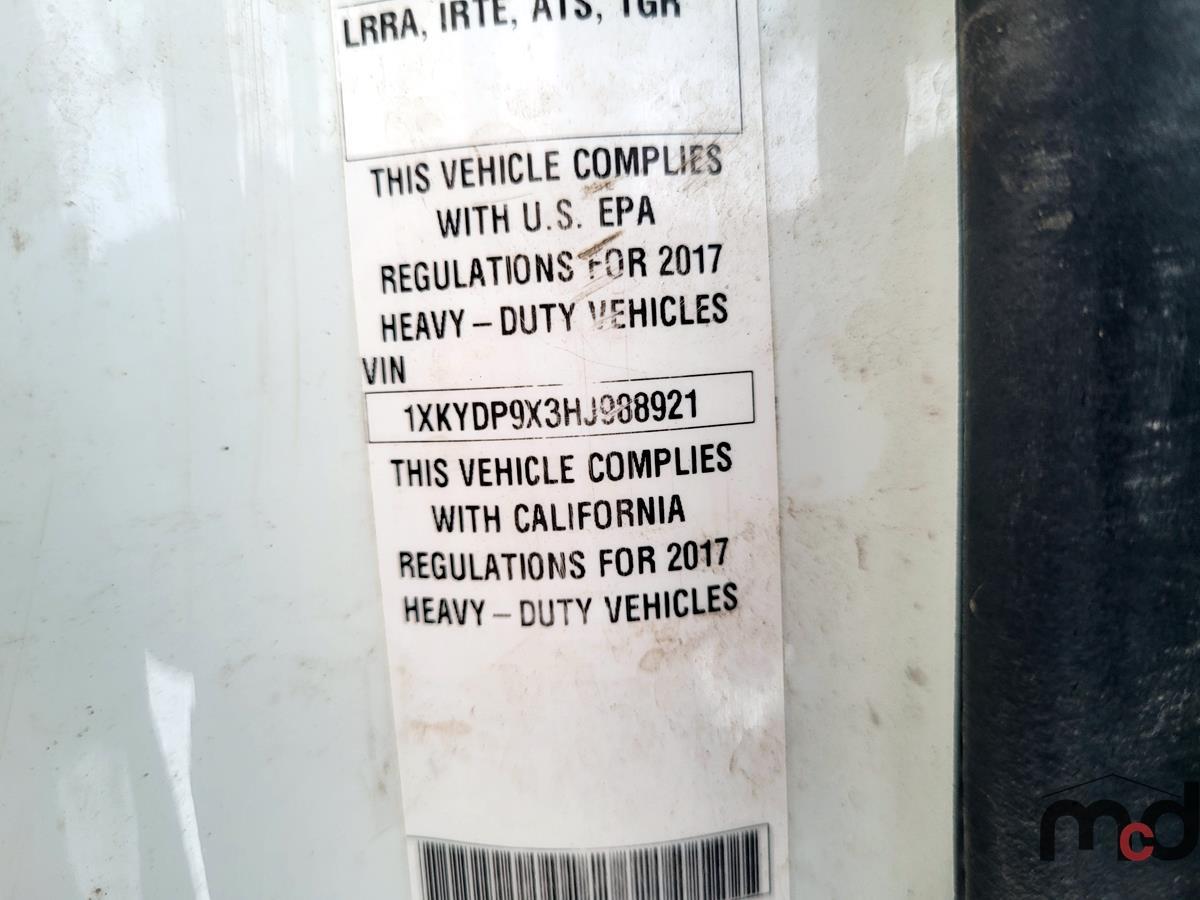 LRRA, IRTE, ATS, TGR
THIS VEHICLE COMPLIES
WITH U.S. EPA
REGULATIONS FOR 2017
HEAVY – DUTY VEHICLES
VIN
1XKYDP9X3HJ988921
THIS VEHICLE COMPLIES
WITH CALIFORNIA
REGULATIONS FOR 2017
HEAVY – DUTY VEHICLES
mcd